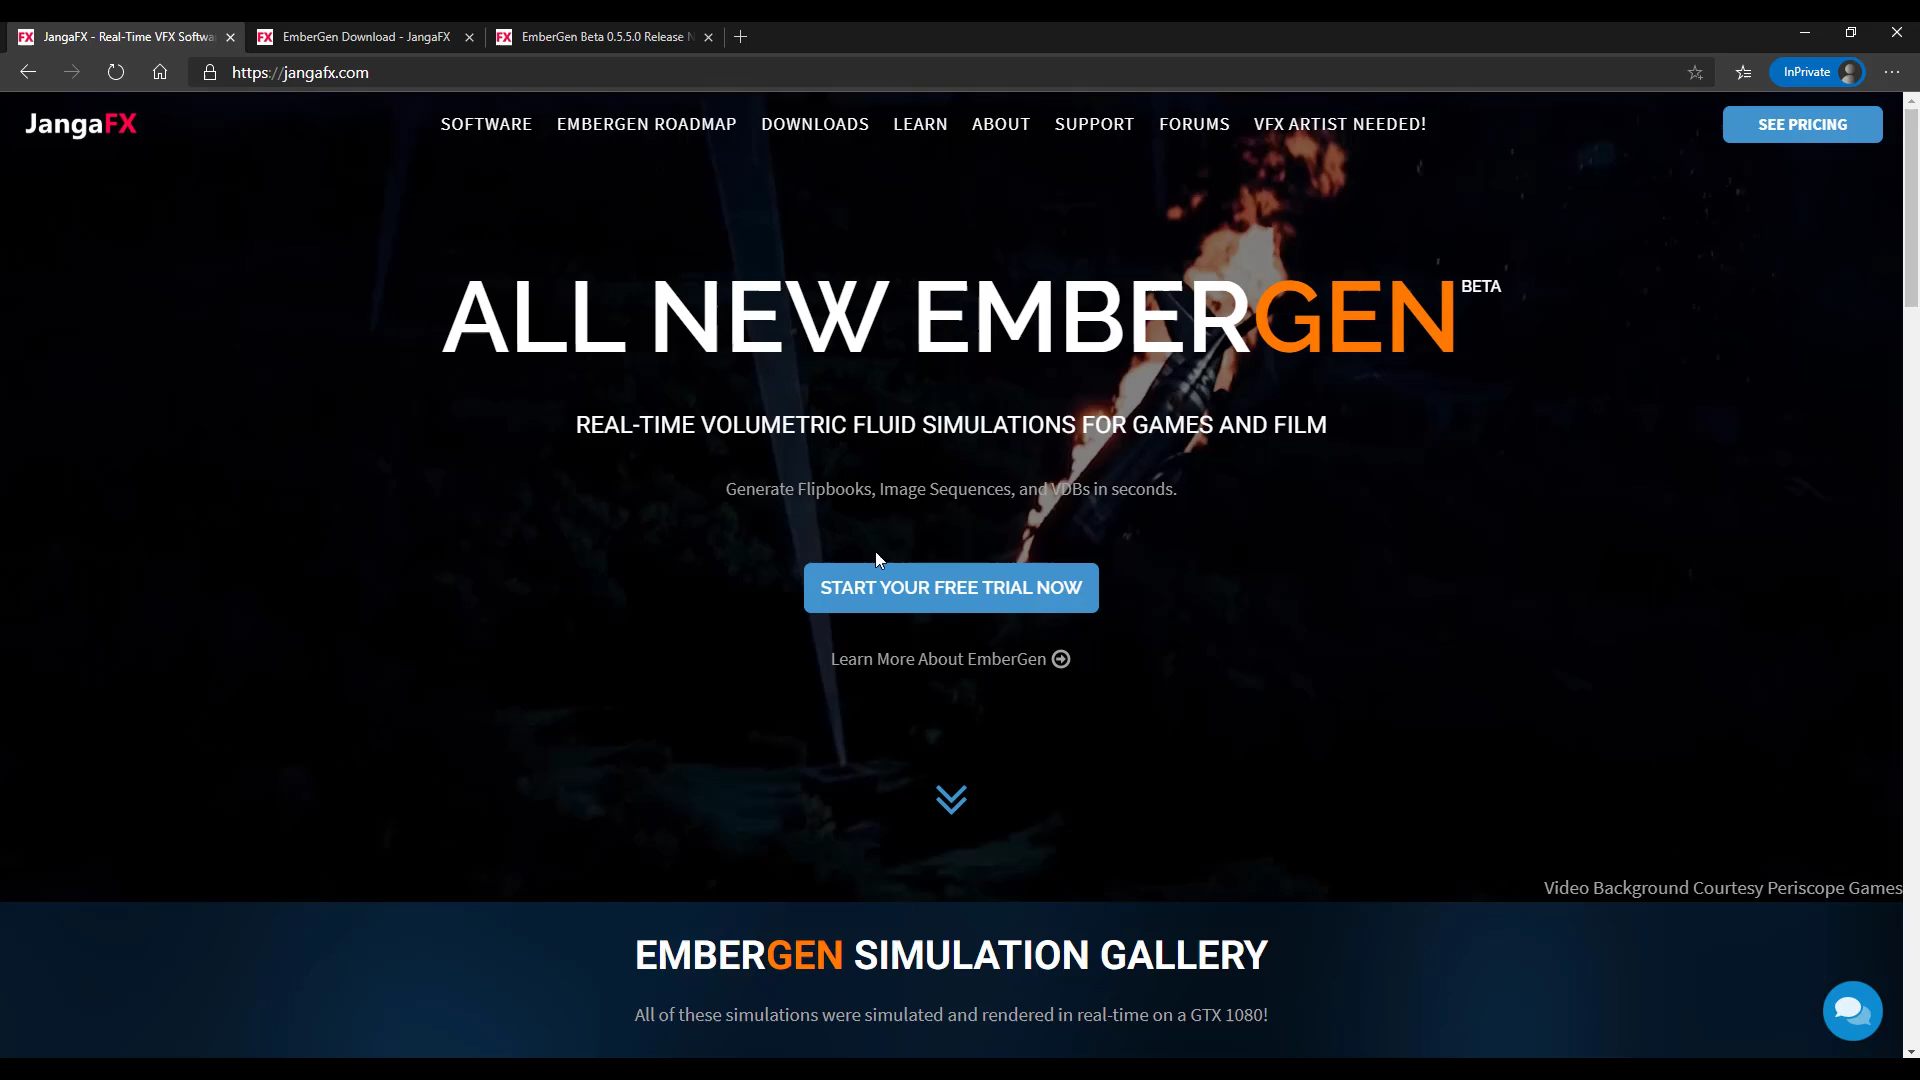 JangaFX - Real-Time VFX Softwa
EmberGen Download - JangaFX
EmberGen Beta 0.5.5.0 Release N
https://jangafx.com
InPrivate
JangaFX
SOFTWARE
EMBERGEN ROADMAP
DOWNLOADS
LEARN
ABOUT
SUPPORT
FORUMS
VFX ARTIST NEEDED!
SEE PRICING
ALL NEW EMBERGEN BETA
REAL-TIME VOLUMETRIC FLUID SIMULATIONS FOR GAMES AND FILM
Generate Flipbooks, Image Sequences, and VDBs in seconds.
START YOUR FREE TRIAL NOW
Learn More About EmberGen
Video Background Courtesy Periscope Games
EMBERGEN SIMULATION GALLERY
All of these simulations were simulated and rendered in real-time on a GTX 1080!